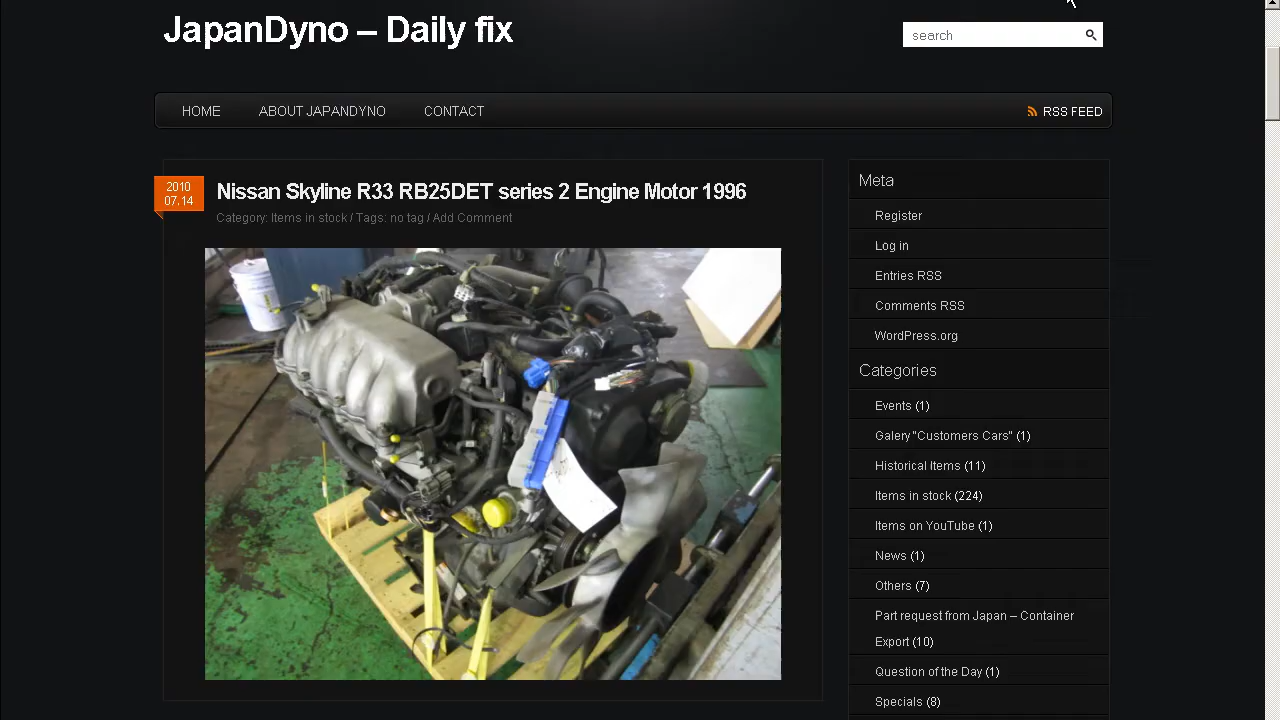 JapanDyno – Daily fix
search
HOME
ABOUT JAPANDYNO
CONTACT
RSS FEED
2010
07.14
Nissan Skyline R33 RB25DET series 2 Engine Motor 1996
Category: Items in stock / Tags: no tag / Add Comment
Meta
Register
Log in
Entries RSS
Comments RSS
WordPress.org
Categories
Events (1)
Galery "Customers Cars" (1)
Historical Items (11)
Items in stock (224)
Items on YouTube (1)
News (1)
Others (7)
Part request from Japan – Container
Export (10)
Question of the Day (1)
Specials (8)